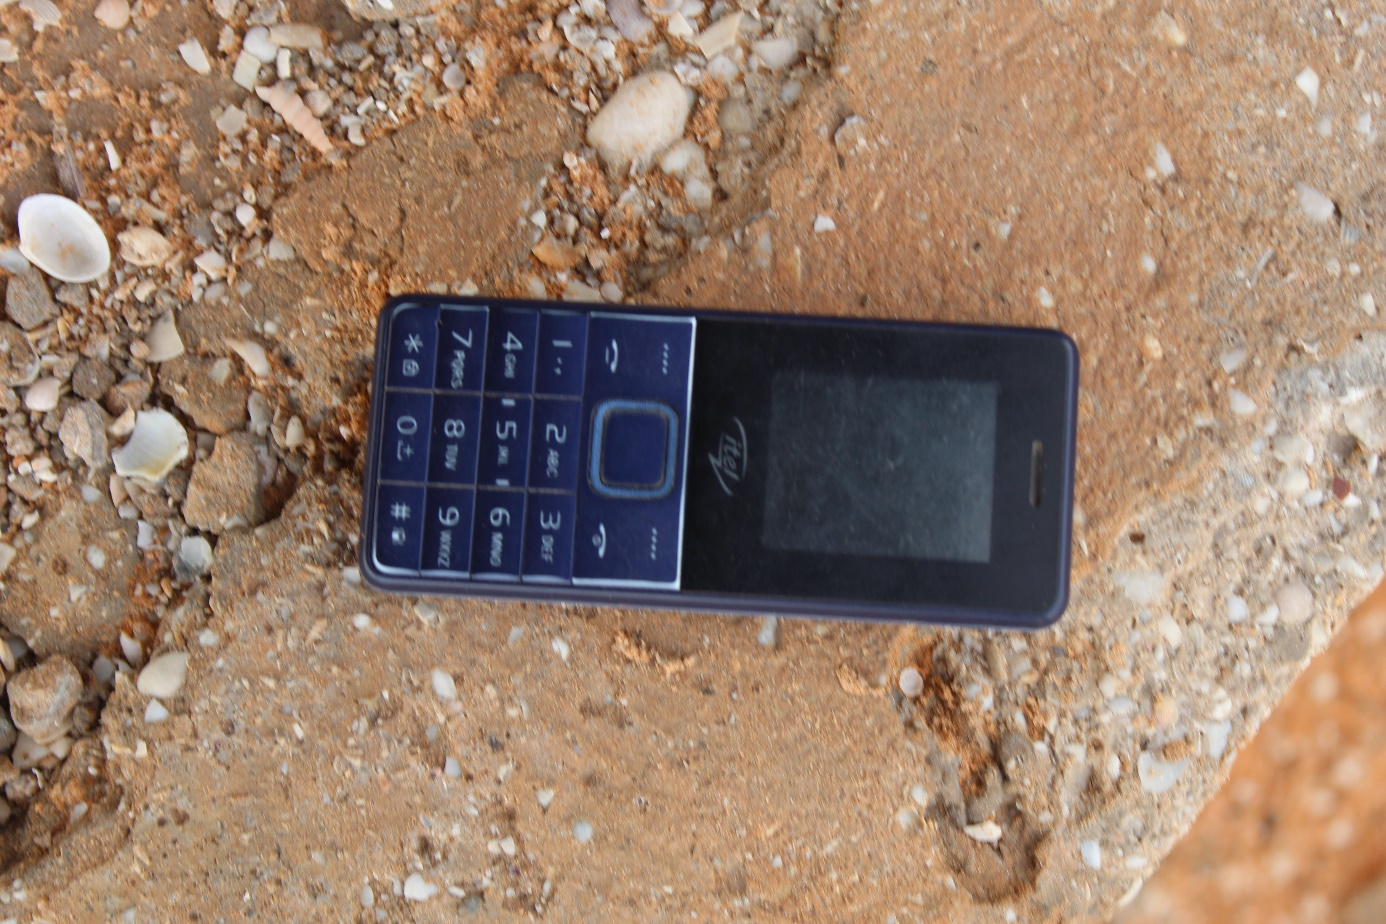 itel
1 . ,
2 ABC
3 DEF
4 GHI
5 JKL
6 MNO
7 PQRS
8 TUV
9 WXYZ
*
0
#